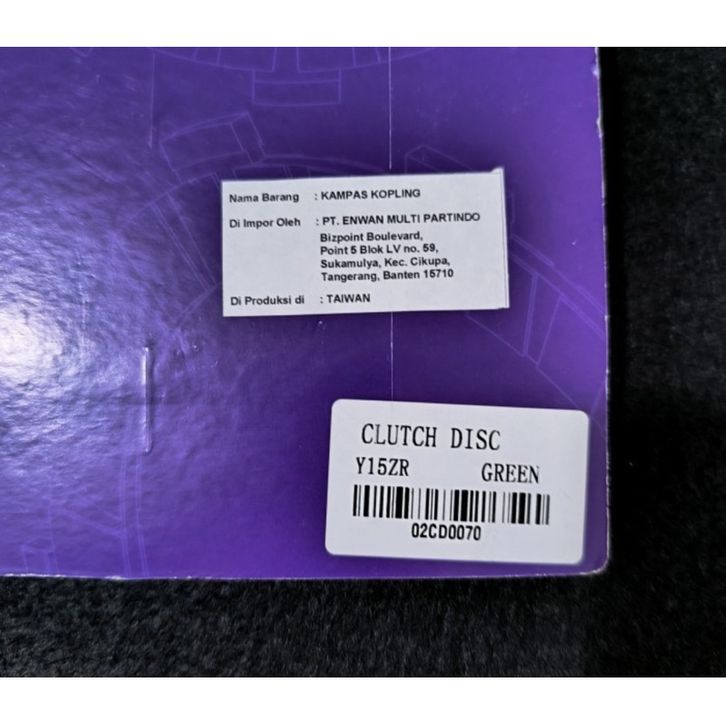 Nama Barang : KAMPAS KOPLING
Di Impor Oleh : PT. ENWAN MULTI PARTINDO
Bizpoint Boulevard,
Point 5 Blok LV no. 59,
Sukamulya, Kec. Cikupa,
Tangerang, Banten 15710
Di Produksi di : TAIWAN
CLUTCH DISC
Y15ZR GREEN
02CD0070